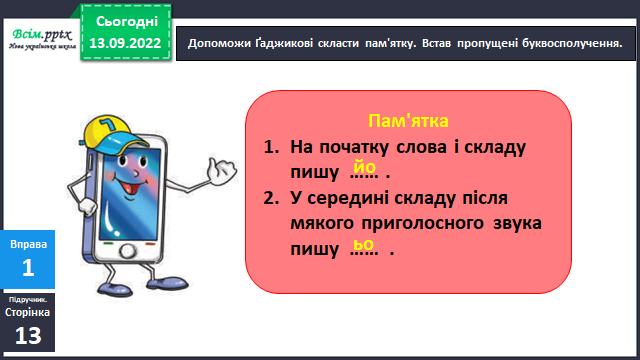 Всім.pptx
Нова українська школа
Сьогодні
13.09.2022
Допоможи Ґаджикові скласти пам'ятку. Встав пропущені буквосполучення.
Пам'ятка
1. На початку слова і складу
пишу ...йо... .
2. У середині складу після
мякого приголосного звука
пишу ...ьо... .
Вправа
1
Підручник.
Сторінка
13